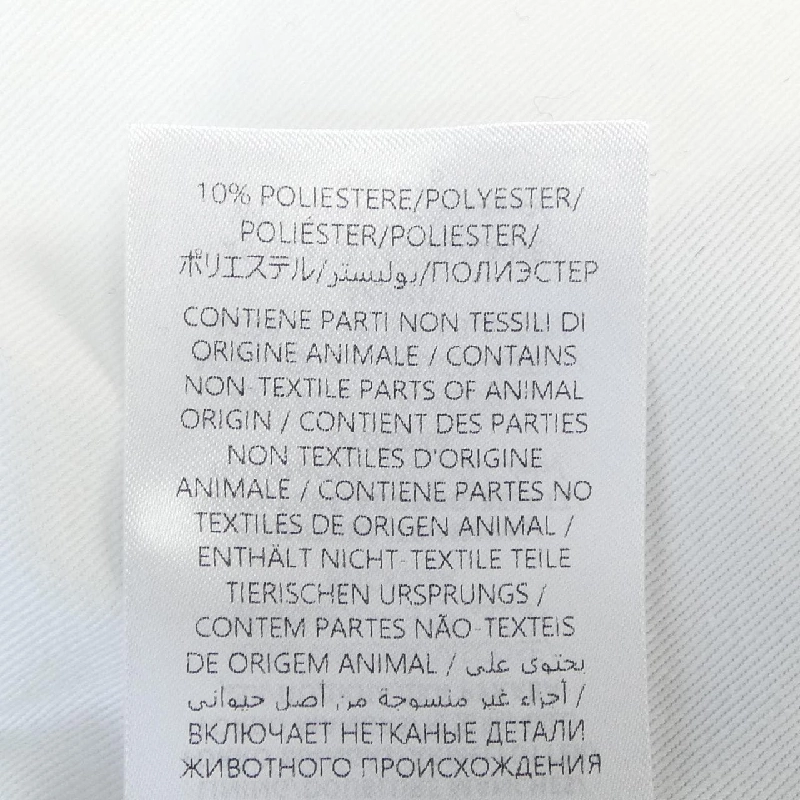 10% POLIESTERE/POLYESTER/
POLIÉSTER/POLIESTER/
ポリエステル/بوليستر/ПОЛИЭСТЕР
CONTIENE PARTI NON TESSILI DI
ORIGINE ANIMALE / CONTAINS
NON-TEXTILE PARTS OF ANIMAL
ORIGIN / CONTIENT DES PARTIES
NON TEXTILES D'ORIGINE
ANIMALE / CONTIENE PARTES NO
TEXTILES DE ORIGEN ANIMAL /
ENTHÄLT NICHT-TEXTILE TEILE
TIERISCHEN URSPRUNGS /
CONTEM PARTES NÃO-TEXTEIS
DE ORIGEM ANIMAL / يحتوى على
أجزاء غير منسوجة من أصل حيواني /
ВКЛЮЧАЕТ НЕТКАНЫЕ ДЕТАЛИ
ЖИВОТНОГО ПРОИСХОЖДЕНИЯ